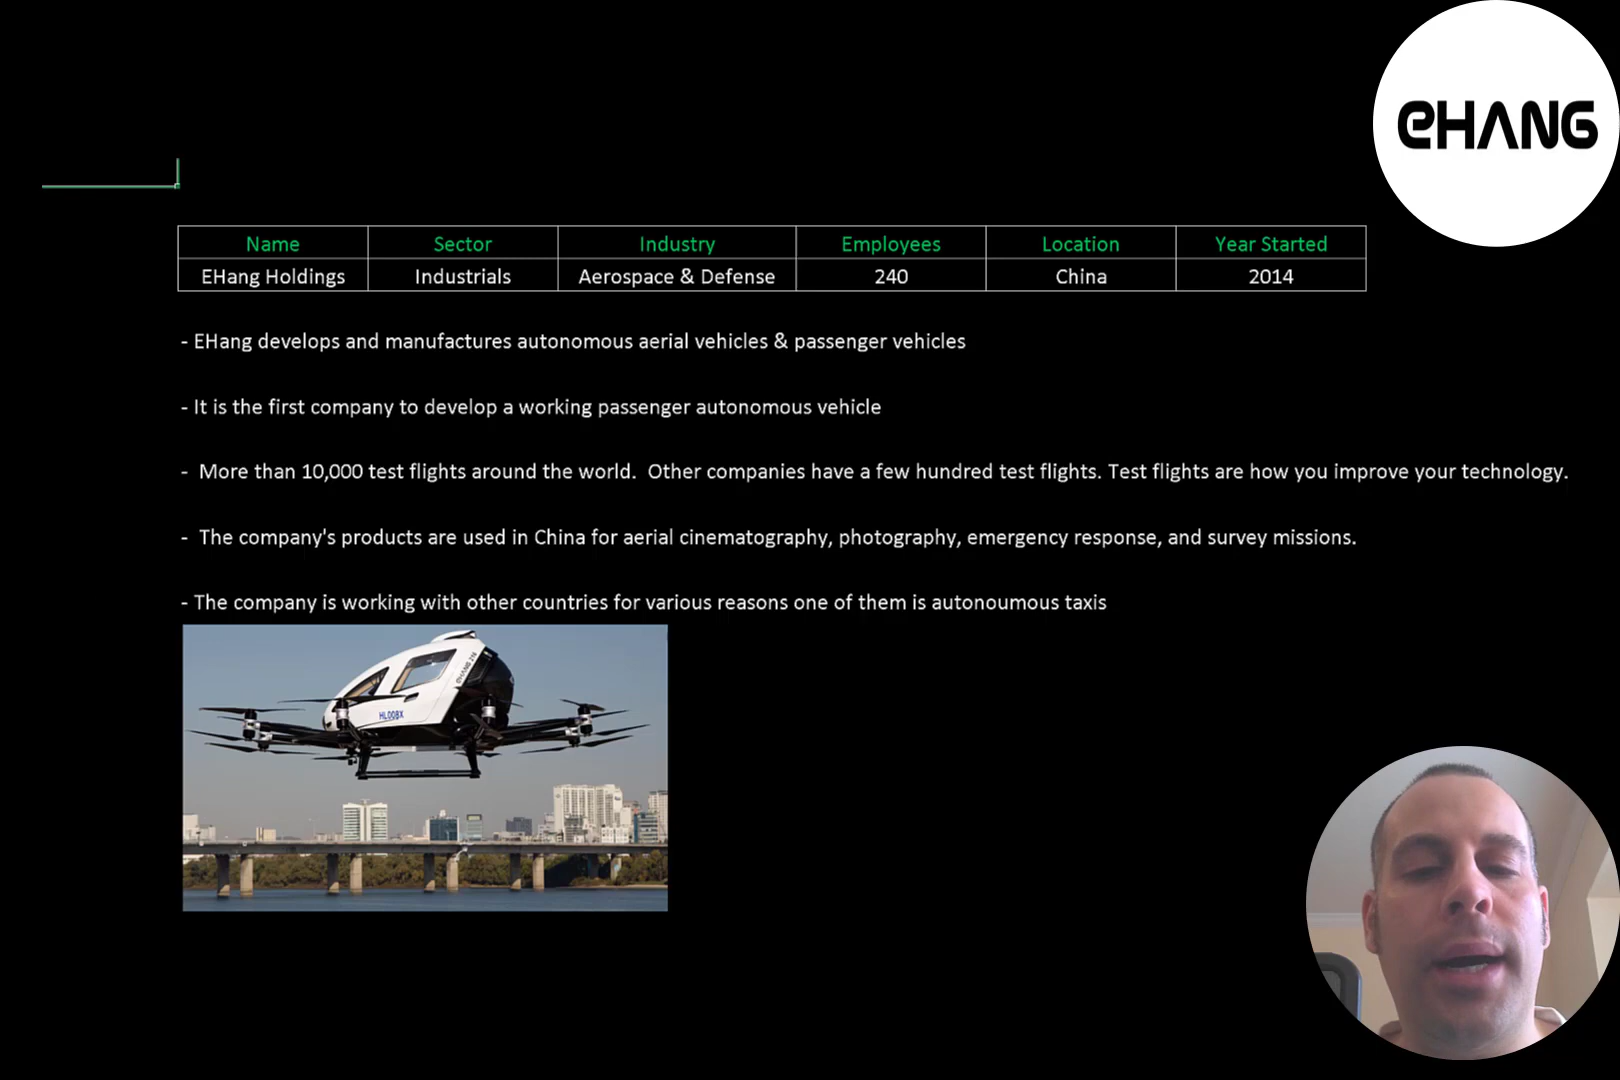 eHANG
Name Sector Industry Employees Location Year Started
EHang Holdings Industrials Aerospace & Defense 240 China 2014
- EHang develops and manufactures autonomous aerial vehicles & passenger vehicles
- It is the first company to develop a working passenger autonomous vehicle
- More than 10,000 test flights around the world. Other companies have a few hundred test flights. Test flights are how you improve your technology.
- The company's products are used in China for aerial cinematography, photography, emergency response, and survey missions.
- The company is working with other countries for various reasons one of them is autonoumous taxis
EHANG 216
HL008X